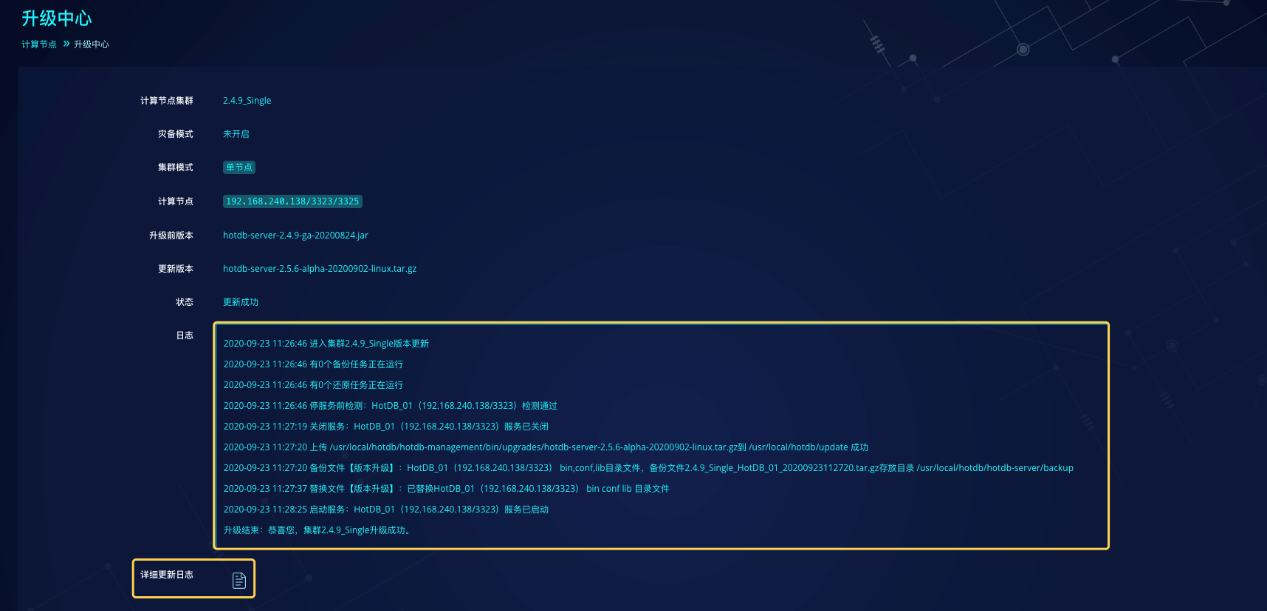 升级中心
计算节点 » 升级中心
计算节点集群 2.4.9_Single
灾备模式 未开启
集群模式 单节点
计算节点 192.168.240.138/3323/3325
升级前版本 hotdb-server-2.4.9-ga-20200824.jar
更新版本 hotdb-server-2.5.6-alpha-20200902-linux.tar.gz
状态 更新成功
日志
2020-09-23 11:26:46 进入集群2.4.9_Single版本更新
2020-09-23 11:26:46 有0个备份任务正在运行
2020-09-23 11:26:46 有0个还原任务正在运行
2020-09-23 11:26:46 停服务前检测：HotDB_01（192.168.240.138/3323）检测通过
2020-09-23 11:27:19 关闭服务：HotDB_01（192.168.240.138/3323）服务已关闭
2020-09-23 11:27:20 上传 /usr/local/hotdb/hotdb-management/bin/upgrades/hotdb-server-2.5.6-alpha-20200902-linux.tar.gz到 /usr/local/hotdb/update 成功
2020-09-23 11:27:20 备份文件【版本升级】：HotDB_01（192.168.240.138/3323） bin,conf,lib目录文件，备份文件2.4.9_Single_HotDB_01_20200923112720.tar.gz存放目录 /usr/local/hotdb/hotdb-server/backup
2020-09-23 11:27:37 替换文件【版本升级】：已替换HotDB_01（192.168.240.138/3323） bin conf lib 目录文件
2020-09-23 11:28:25 启动服务：HotDB_01（192.168.240.138/3323）服务已启动
升级结束：恭喜您，集群2.4.9_Single升级成功。
详细更新日志